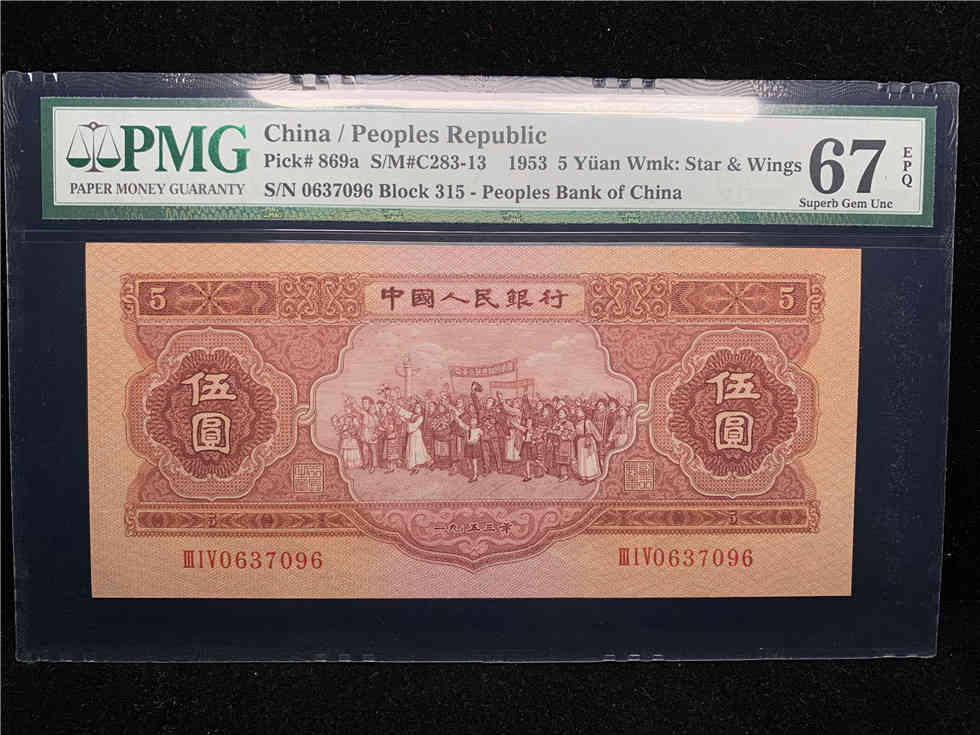 PMG
PAPER MONEY GUARANTY
China / Peoples Republic
Pick# 869a S/M#C283-13 1953 5 Yüan Wmk: Star & Wings
S/N 0637096 Block 315 - Peoples Bank of China
67
EPQ
Superb Gem Unc
5
中國人民銀行
5
伍圓
伍圓
一九五三年
5
5
ⅢⅠⅤ0637096
ⅢⅠⅤ0637096